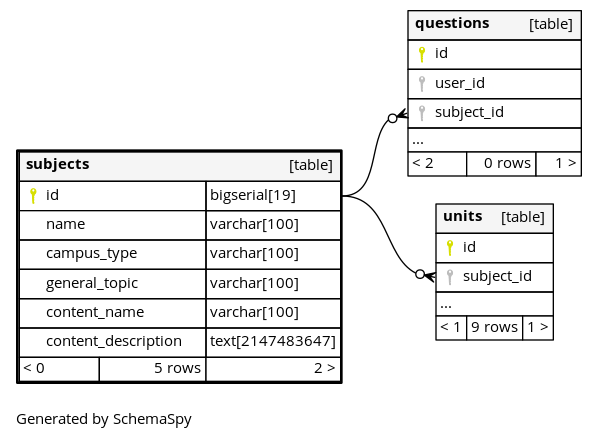 questions [table]
id
user_id
subject_id
...
< 2 0 rows 1 >
subjects [table]
id bigserial[19]
name varchar[100]
campus_type varchar[100]
general_topic varchar[100]
content_name varchar[100]
content_description text[2147483647]
< 0 5 rows 2 >
units [table]
id
subject_id
...
< 1 9 rows 1 >
Generated by SchemaSpy